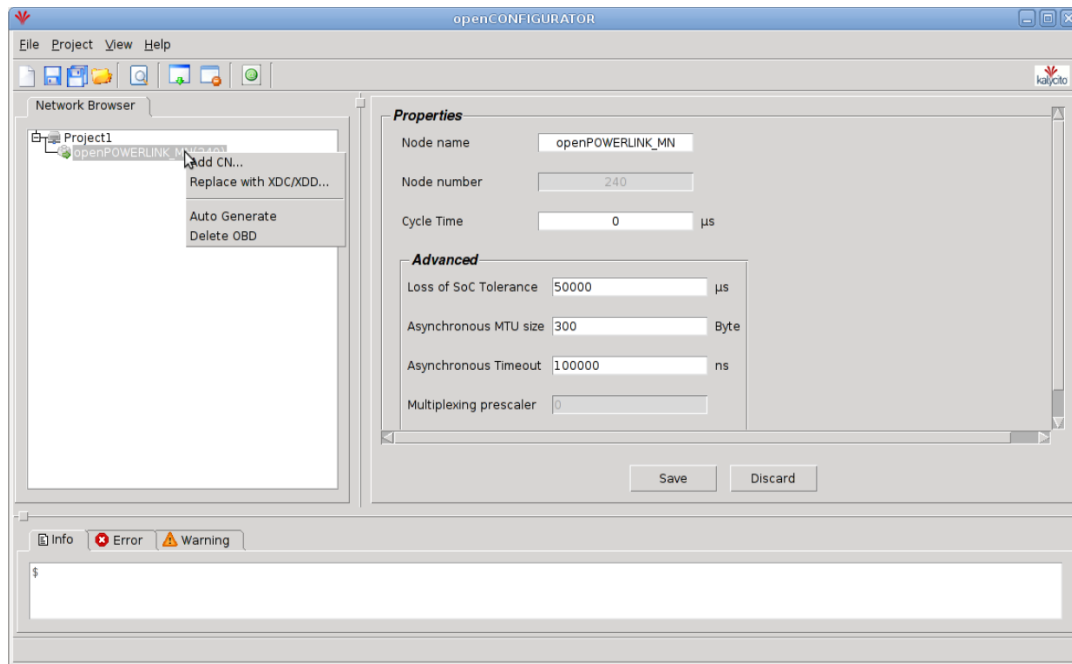 openCONFIGURATOR
File Project View Help
kalycito
Network Browser
Project1
openPOWERLINK_MN(240)
Add CN...
Replace with XDC/XDD...
Auto Generate
Delete OBD
Properties
Node name openPOWERLINK_MN
Node number 240
Cycle Time 0 µs
Advanced
Loss of SoC Tolerance 50000 µs
Asynchronous MTU size 300 Byte
Asynchronous Timeout 100000 ns
Multiplexing prescaler 0
Save Discard
Info Error Warning
$